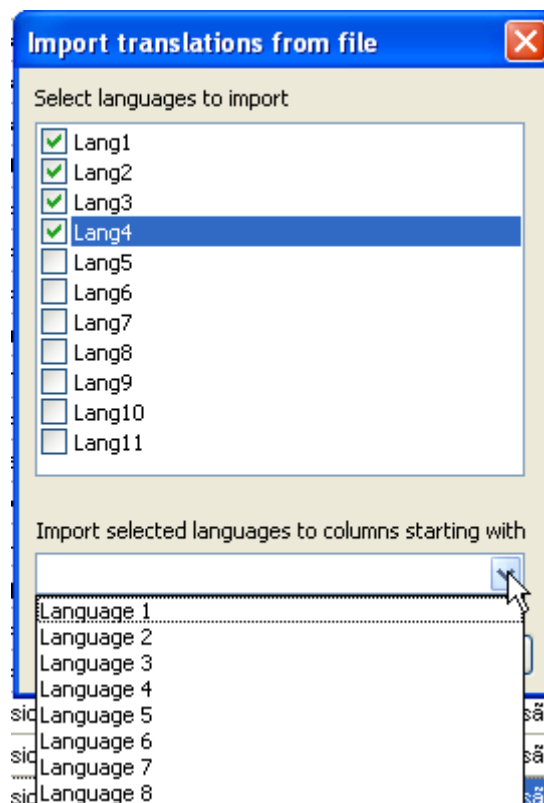 Import translations from file
Select languages to import
Lang1
Lang2
Lang3
Lang4
Lang5
Lang6
Lang7
Lang8
Lang9
Lang10
Lang11
Import selected languages to columns starting with
Language 1
Language 2
Language 3
Language 4
Language 5
Language 6
Language 7
Language 8